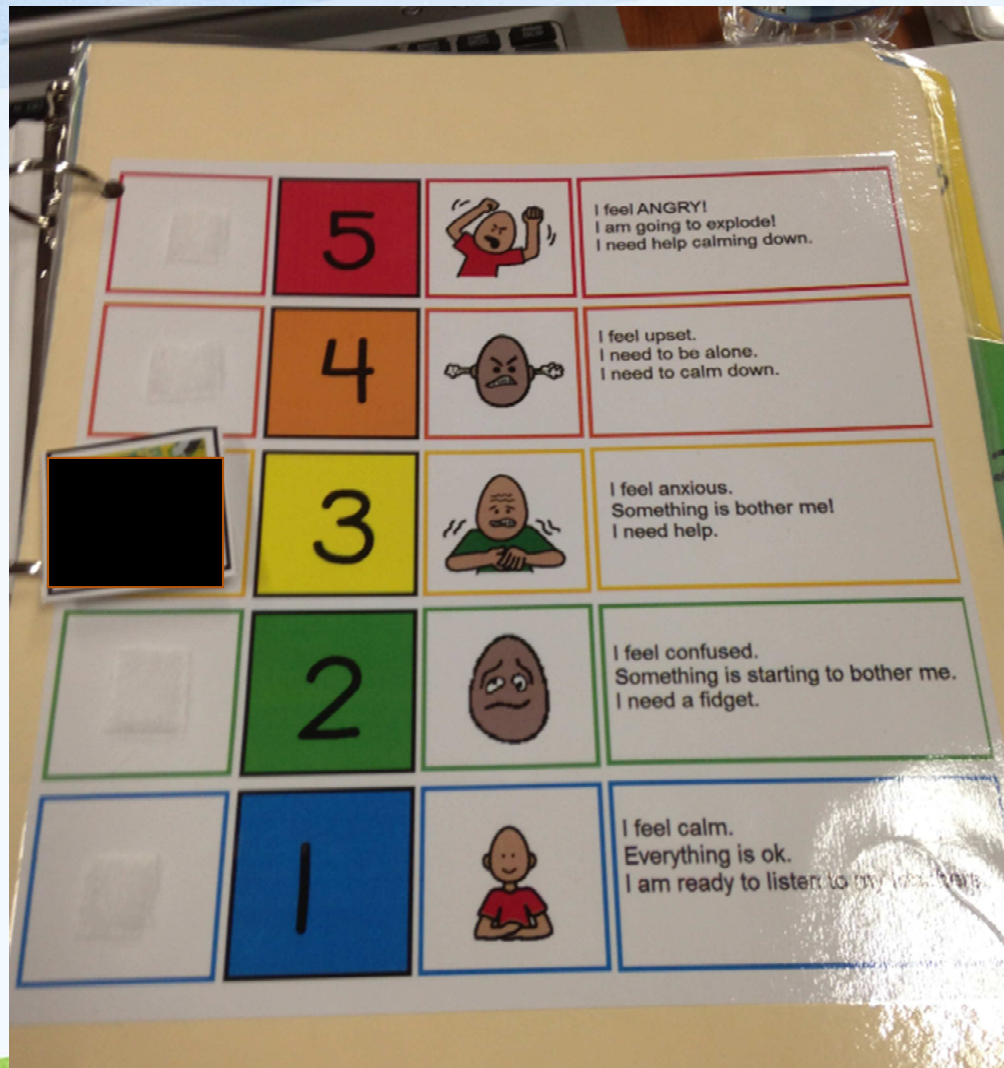 5
I feel ANGRY!
I am going to explode!
I need help calming down.
4
I feel upset.
I need to be alone.
I need to calm down.
3
I feel anxious.
Something is bother me!
I need help.
2
I feel confused.
Something is starting to bother me.
I need a fidget.
1
I feel calm.
Everything is ok.
I am ready to listen to my